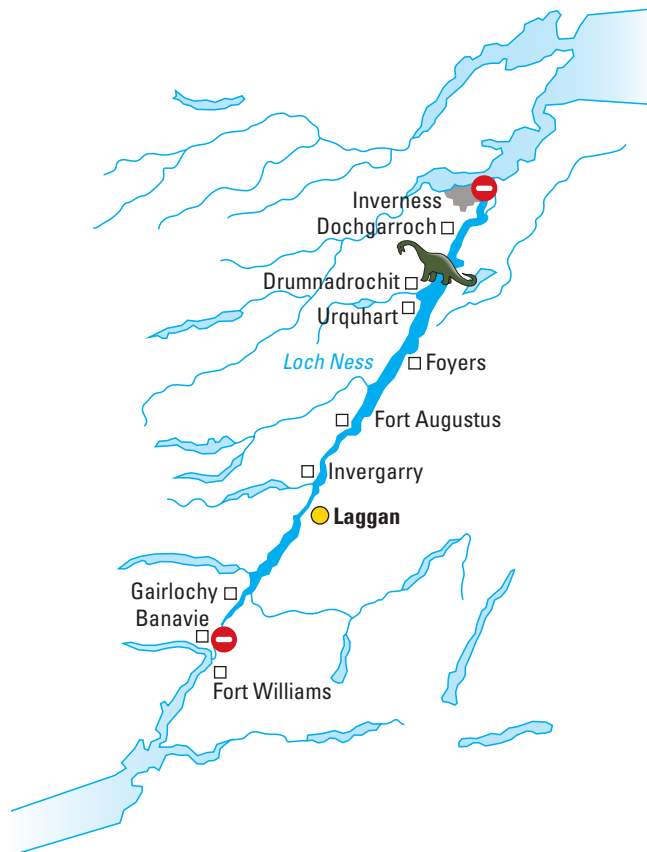 Inverness
Dochgarroch
Drumnadrochit
Urquhart
Loch Ness
Foyers
Fort Augustus
Invergarry
Laggan
Gairlochy
Banavie
Fort Williams